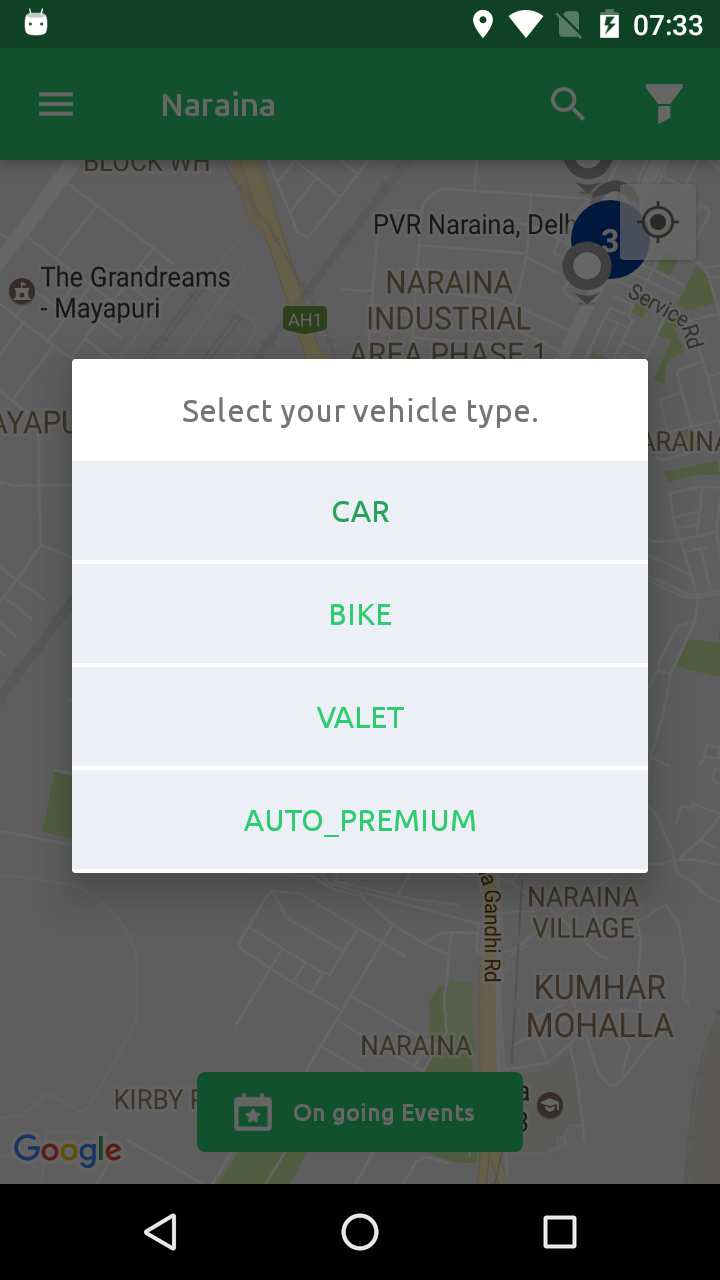 07:33
Naraina
BLOCK WH
PVR Naraina, Delh
3
The Grandreams
- Mayapuri
NARAINA
INDUSTRIAL
AREA PHASE 1
AH1
Service Rd
AYAPU
ARAINA
Select your vehicle type.
CAR
BIKE
VALET
AUTO_PREMIUM
a Gandhi Rd
NARAINA
VILLAGE
KUMHAR
MOHALLA
NARAINA
KIRBY
On going Events
Google